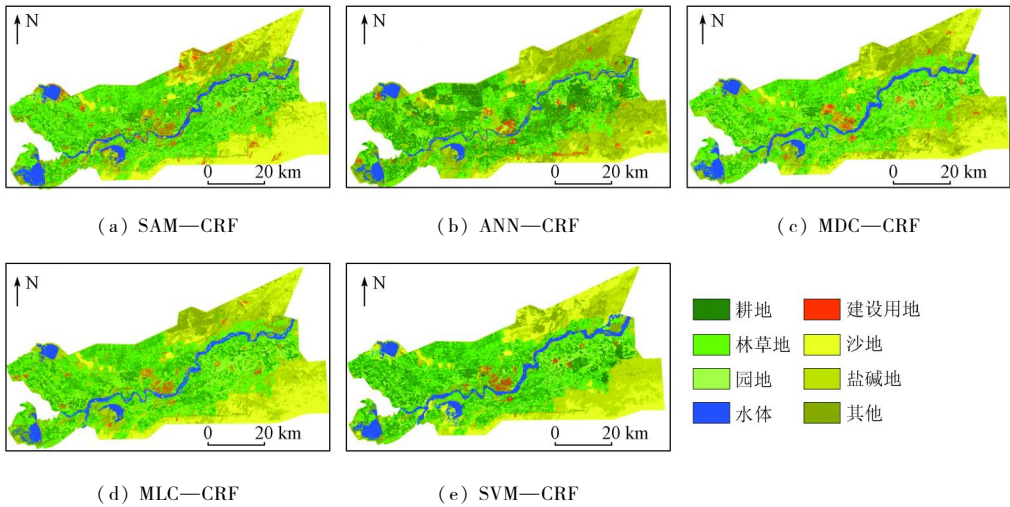 N
0 20 km
N
0 20 km
N
0 20 km
(a) SAM—CRF
(b) ANN—CRF
(c) MDC—CRF
N
0 20 km
N
0 20 km
耕地
建设用地
林草地
沙地
园地
盐碱地
水体
其他
(d) MLC—CRF
(e) SVM—CRF